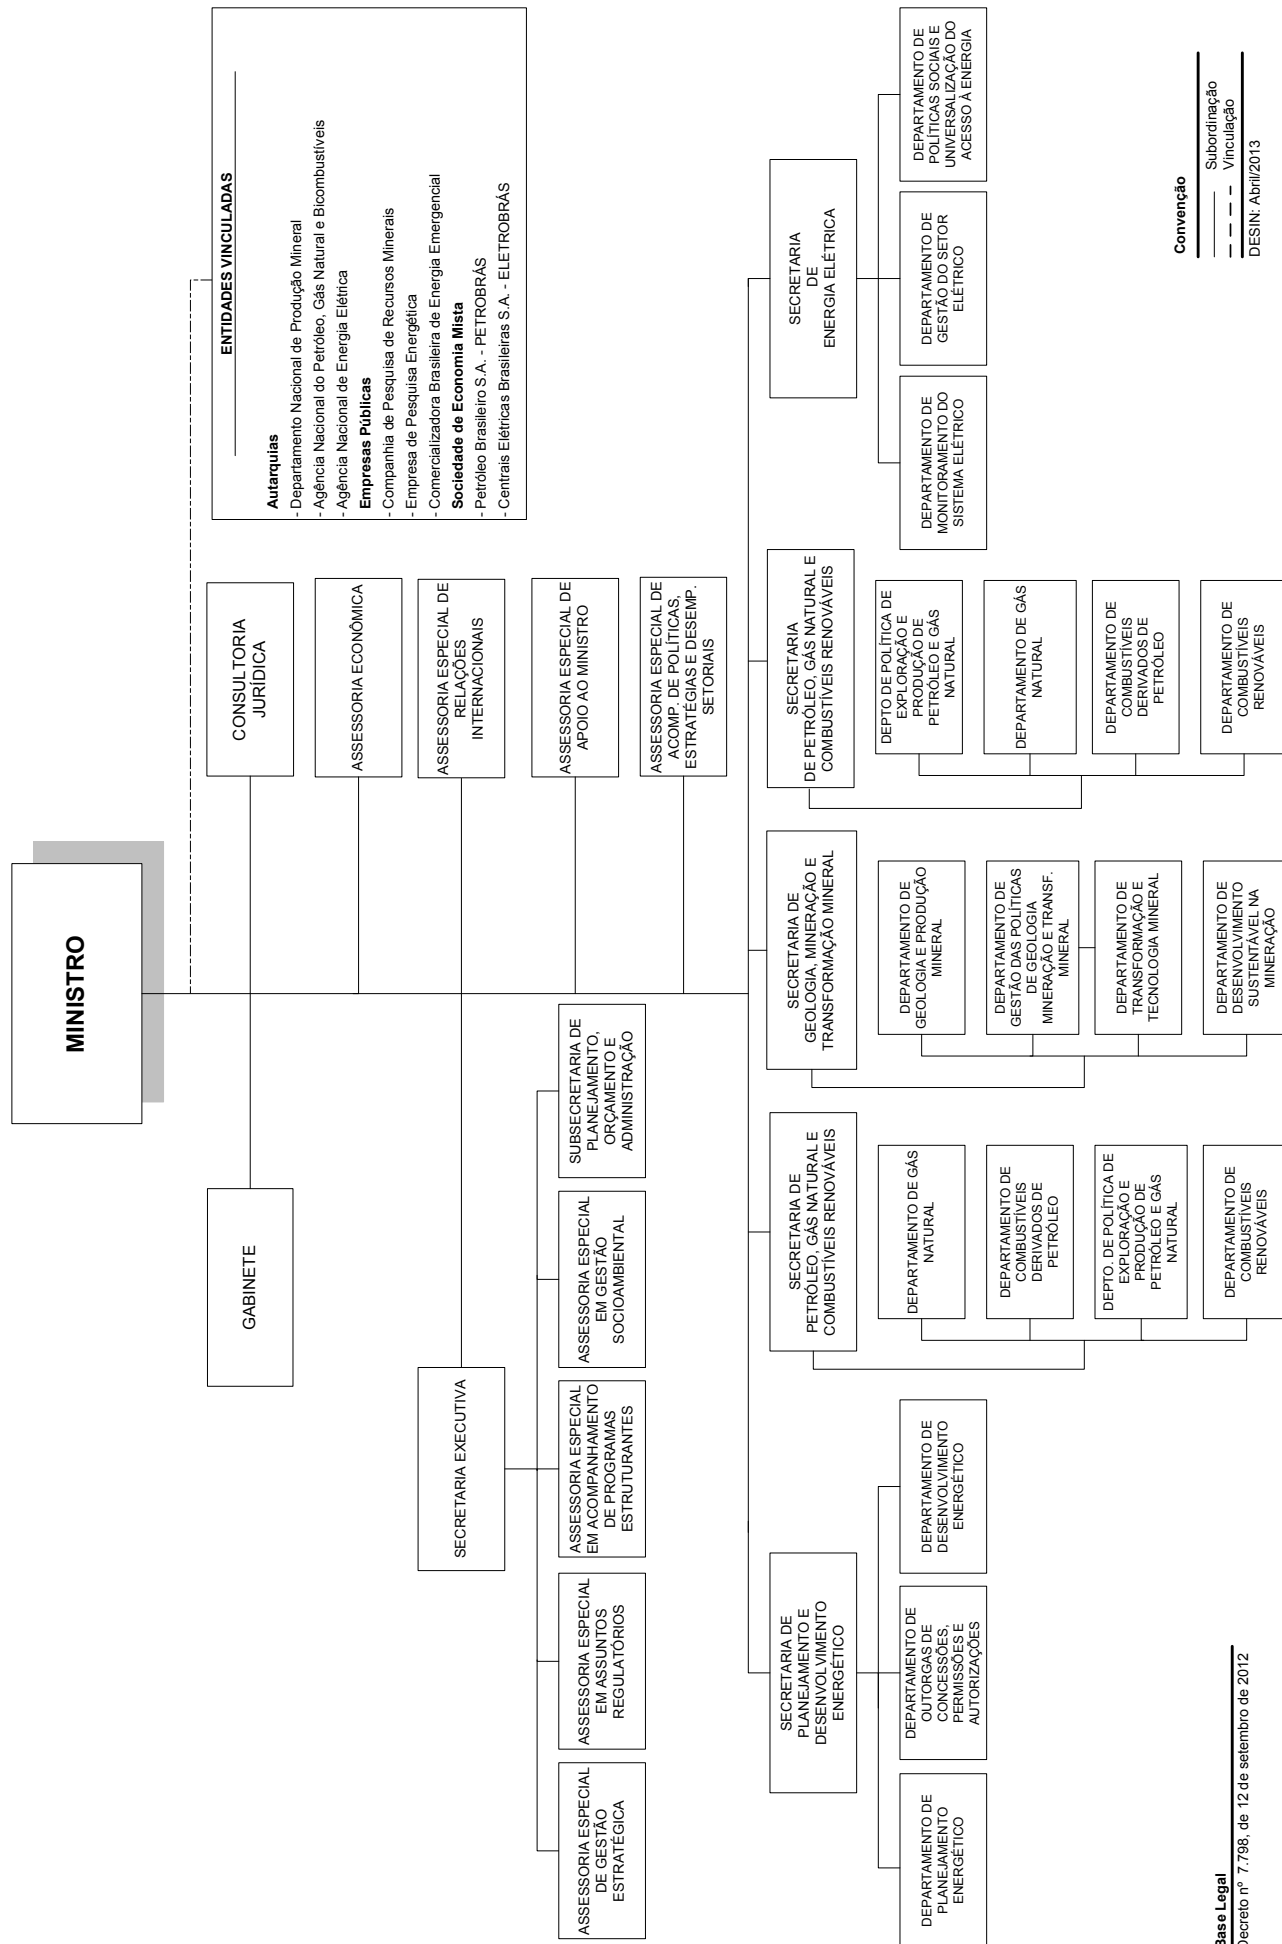 MINISTRO
ENTIDADES VINCULADAS
Autarquias
- Departamento Nacional de Produção Mineral
- Agência Nacional do Petróleo, Gás Natural e Bicombustíveis
- Agência Nacional de Energia Elétrica
Empresas Públicas
- Companhia de Pesquisa de Recursos Minerais
- Empresa de Pesquisa Energética
- Comercializadora Brasileira de Energia Emergencial
Sociedade de Economia Mista
- Petróleo Brasileiro S.A. - PETROBRÁS
- Centrais Elétricas Brasileiras S.A. - ELETROBRÁS
GABINETE
CONSULTORIA
JURÍDICA
ASSESSORIA ECONÔMICA
SECRETARIA EXECUTIVA
ASSESSORIA ESPECIAL DE
RELAÇÕES
INTERNACIONAIS
ASSESSORIA ESPECIAL DE
APOIO AO MINISTRO
ASSESSORIA ESPECIAL DE
ACOMP. DE POLÍTICAS,
ESTRATÉGIAS E DESEMP.
SETORIAIS
ASSESSORIA ESPECIAL
DE GESTÃO
ESTRATÉGICA
ASSESSORIA ESPECIAL
EM ASSUNTOS
REGULATÓRIOS
ASSESSORIA ESPECIAL
EM ACOMPANHAMENTO
DE PROGRAMAS
ESTRUTURANTES
ASSESSORIA ESPECIAL
EM GESTÃO
SOCIOAMBIENTAL
SUBSECRETARIA DE
PLANEJAMENTO,
ORÇAMENTO E
ADMINISTRAÇÃO
SECRETARIA DE
PLANEJAMENTO E
DESENVOLVIMENTO
ENERGÉTICO
DEPARTAMENTO DE
PLANEJAMENTO
ENERGÉTICO
DEPARTAMENTO DE
OUTORGAS DE
CONCESSÕES,
PERMISSÕES E
AUTORIZAÇÕES
DEPARTAMENTO DE
DESENVOLVIMENTO
ENERGÉTICO
SECRETARIA DE
PETRÓLEO, GÁS NATURAL E
COMBUSTÍVEIS RENOVÁVEIS
DEPARTAMENTO DE GÁS
NATURAL
DEPARTAMENTO DE
COMBUSTÍVEIS
DERIVADOS DE
PETRÓLEO
DEPTO. DE POLÍTICA DE
EXPLORAÇÃO E
PRODUÇÃO DE
PETRÓLEO E GÁS
NATURAL
DEPARTAMENTO DE
COMBUSTÍVEIS
RENOVÁVEIS
SECRETARIA DE
GEOLOGIA, MINERAÇÃO E
TRANSFORMAÇÃO MINERAL
DEPARTAMENTO DE
GEOLOGIA E PRODUÇÃO
MINERAL
DEPARTAMENTO DE
GESTÃO DAS POLÍTICAS
DE GEOLOGIA
MINERAÇÃO E TRANSF.
MINERAL
DEPARTAMENTO DE
TRANSFORMAÇÃO E
TECNOLOGIA MINERAL
DEPARTAMENTO DE
DESENVOLVIMENTO
SUSTENTÁVEL NA
MINERAÇÃO
SECRETARIA
DE PETRÓLEO, GÁS NATURAL E
COMBUSTÍVEIS RENOVÁVEIS
DEPTO DE POLÍTICA DE
EXPLORAÇÃO E
PRODUÇÃO DE
PETRÓLEO E GÁS
NATURAL
DEPARTAMENTO DE GÁS
NATURAL
DEPARTAMENTO DE
COMBUSTÍVEIS
DERIVADOS DE
PETRÓLEO
DEPARTAMENTO DE
COMBUSTÍVEIS
RENOVÁVEIS
SECRETARIA
DE
ENERGIA ELÉTRICA
DEPARTAMENTO DE
MONITORAMENTO DO
SISTEMA ELÉTRICO
DEPARTAMENTO DE
GESTÃO DO SETOR
ELÉTRICO
DEPARTAMENTO DE
POLÍTICAS SOCIAIS E
UNIVERSALIZAÇÃO DO
ACESSO À ENERGIA
Base Legal
Decreto nº 7.798, de 12 de setembro de 2012
Convenção
Subordinação
Vinculação
DESIN: Abril/2013